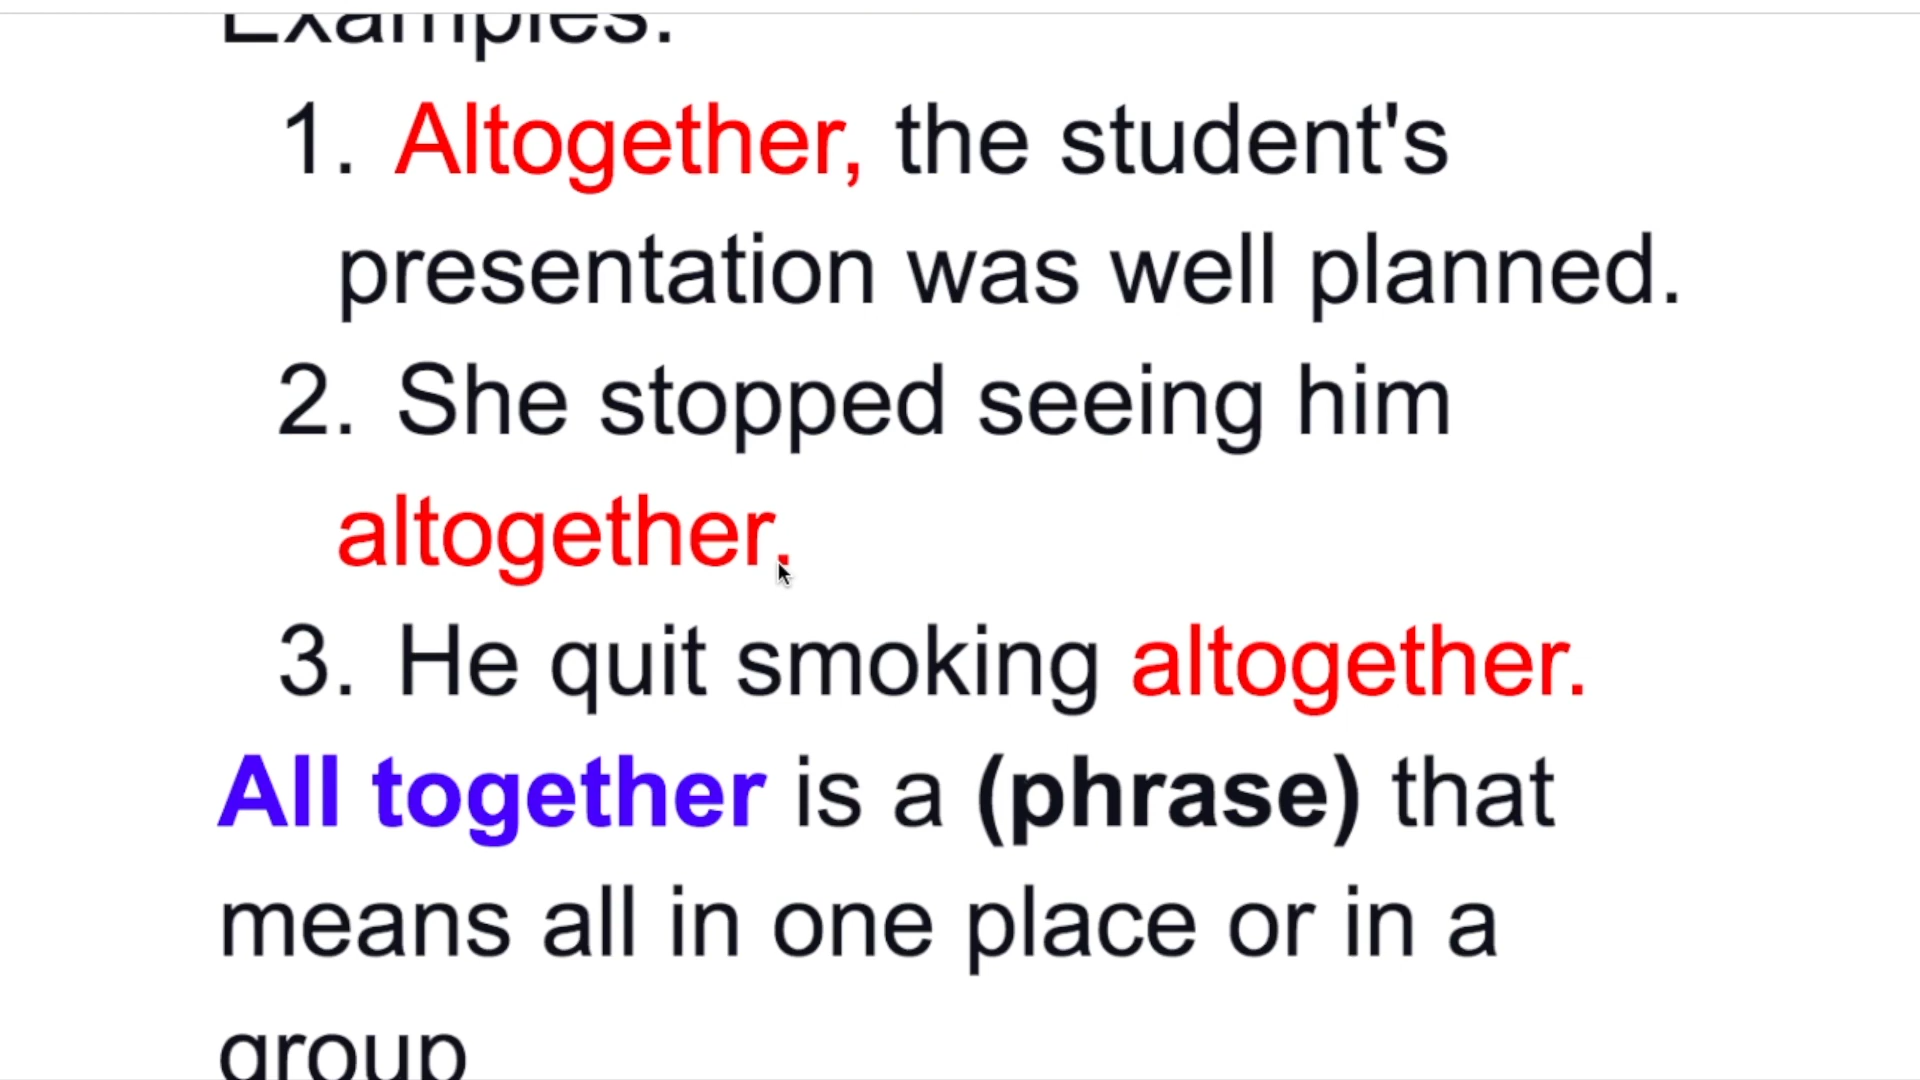 Examples:
1. Altogether, the student's
presentation was well planned.
2. She stopped seeing him
altogether.
3. He quit smoking altogether.
All together is a (phrase) that
means all in one place or in a
group